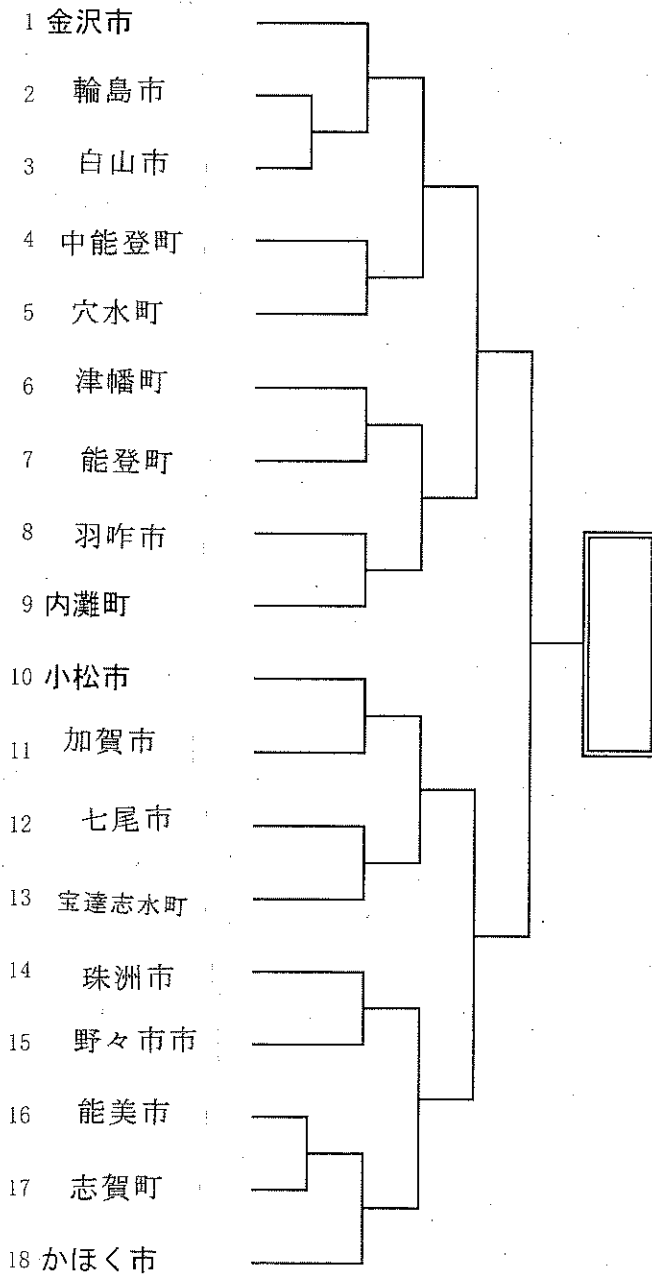 1 金沢市
2 輪島市
3 白山市
4 中能登町
5 穴水町
6 津幡町
7 能登町
8 羽咋市
9 内灘町
10 小松市
11 加賀市
12 七尾市
13 宝達志水町
14 珠洲市
15 野々市市
16 能美市
17 志賀町
18 かほく市